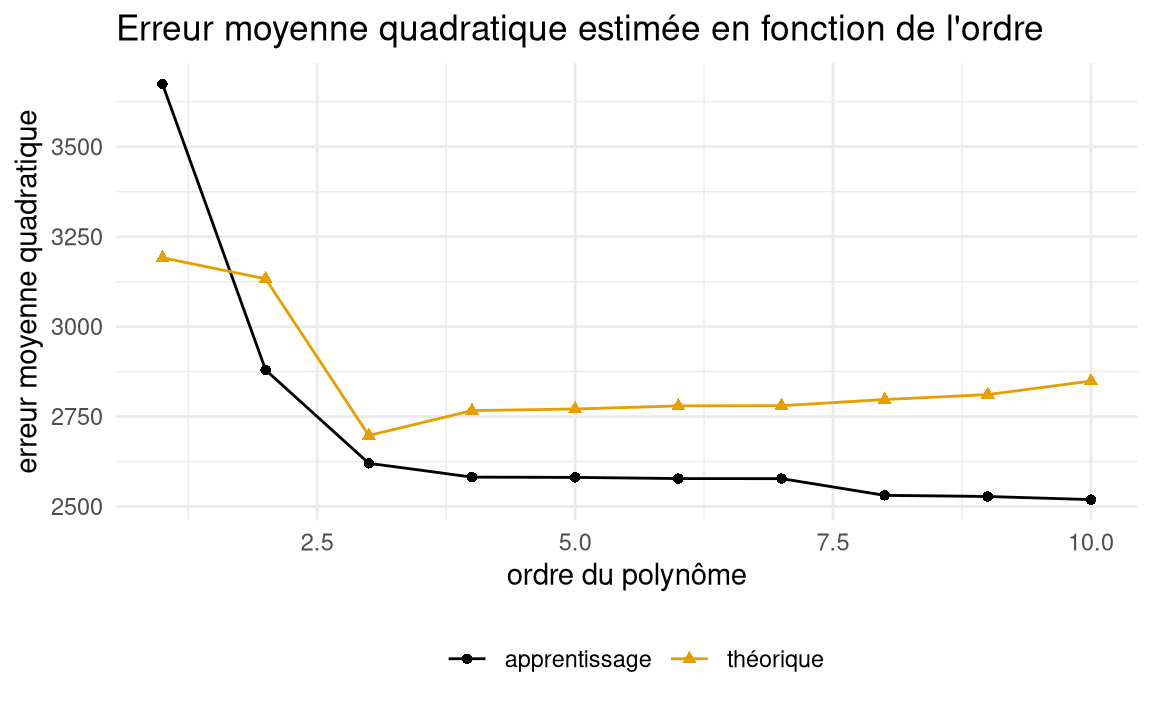 Erreur moyenne quadratique estimée en fonction de l'ordre
erreur moyenne quadratique
3500
3250
3000
2750
2500
2.5 5.0 7.5 10.0
ordre du polynôme
apprentissage théorique